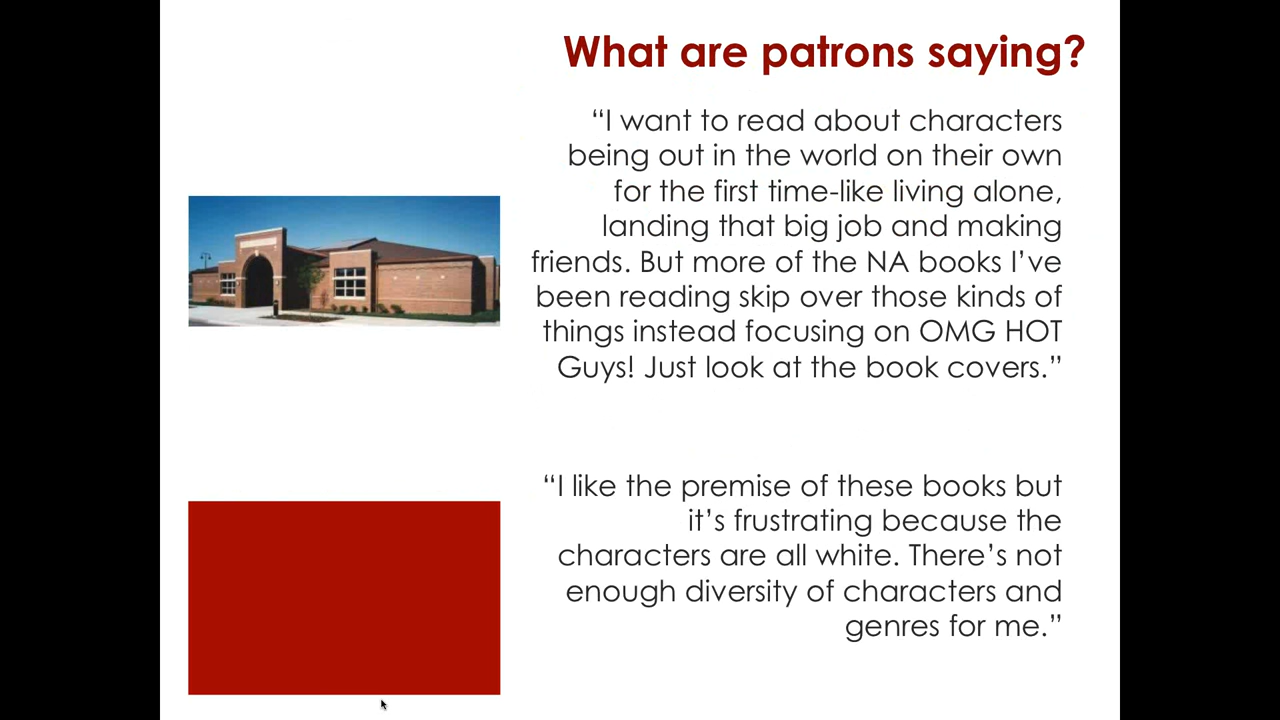 What are patrons saying?
“I want to read about characters
being out in the world on their own
for the first time-like living alone,
landing that big job and making
friends. But more of the NA books I’ve
been reading skip over those kinds of
things instead focusing on OMG HOT
Guys! Just look at the book covers.”
“I like the premise of these books but
it’s frustrating because the
characters are all white. There’s not
enough diversity of characters and
genres for me.”